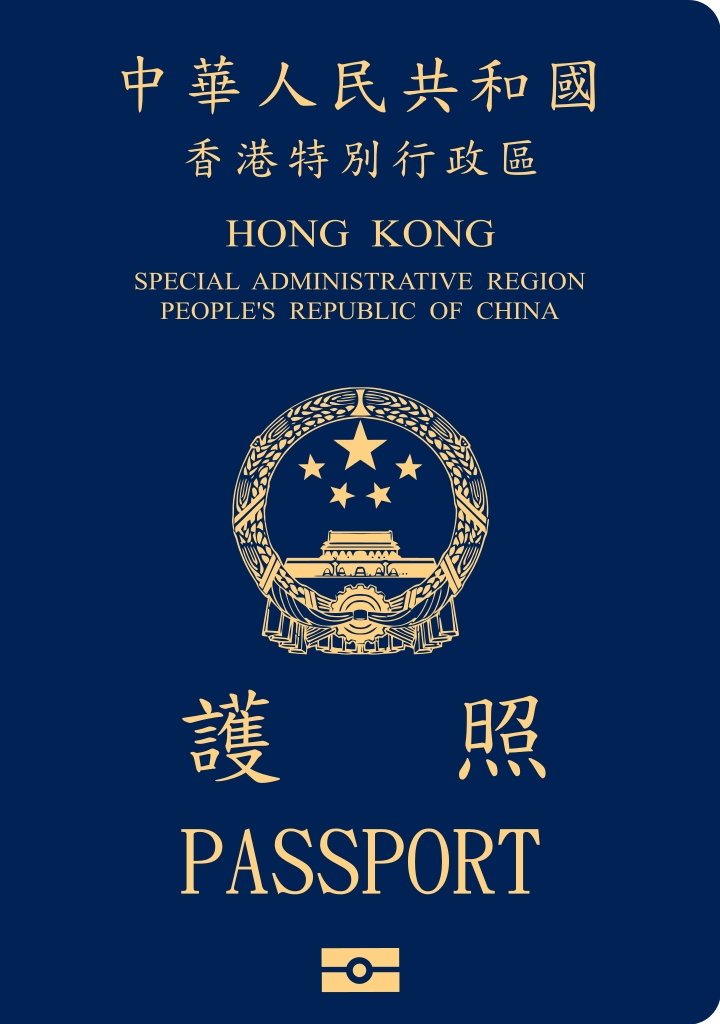 中華人民共和國
香港特別行政區
HONG KONG
SPECIAL ADMINISTRATIVE REGION
PEOPLE'S REPUBLIC OF CHINA
護照
PASSPORT